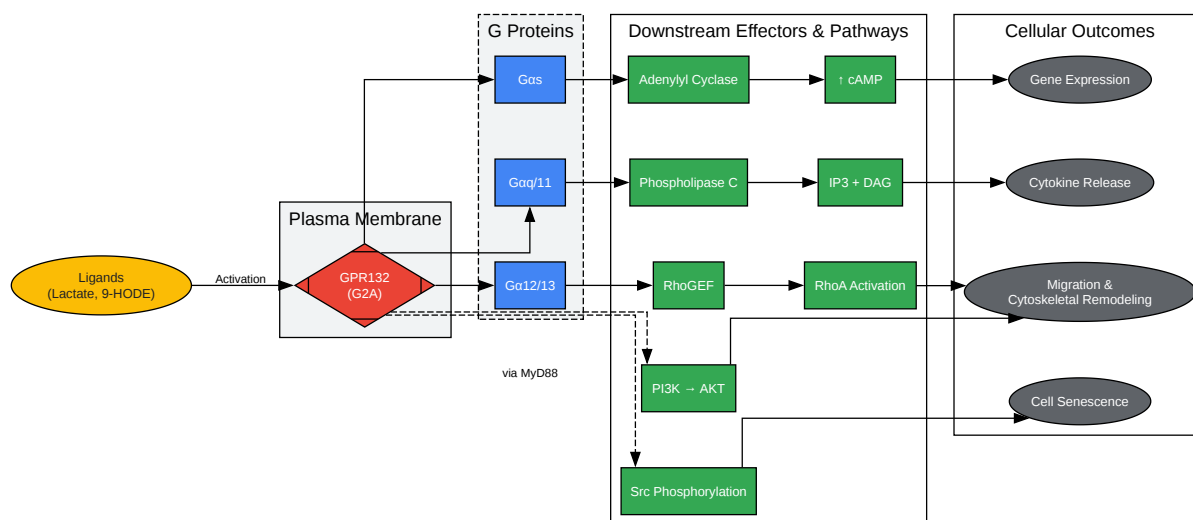 G Proteins
Downstream Effectors & Pathways
Cellular Outcomes
Gαs
Adenylyl Cyclase
↑ cAMP
Gene Expression
Gαq/11
Phospholipase C
IP3 + DAG
Cytokine Release
Plasma Membrane
Ligands
(Lactate, 9-HODE)
Activation
GPR132
(G2A)
Gα12/13
RhoGEF
RhoA Activation
Migration &
Cytoskeletal Remodeling
via MyD88
PI3K → AKT
Cell Senescence
Src Phosphorylation